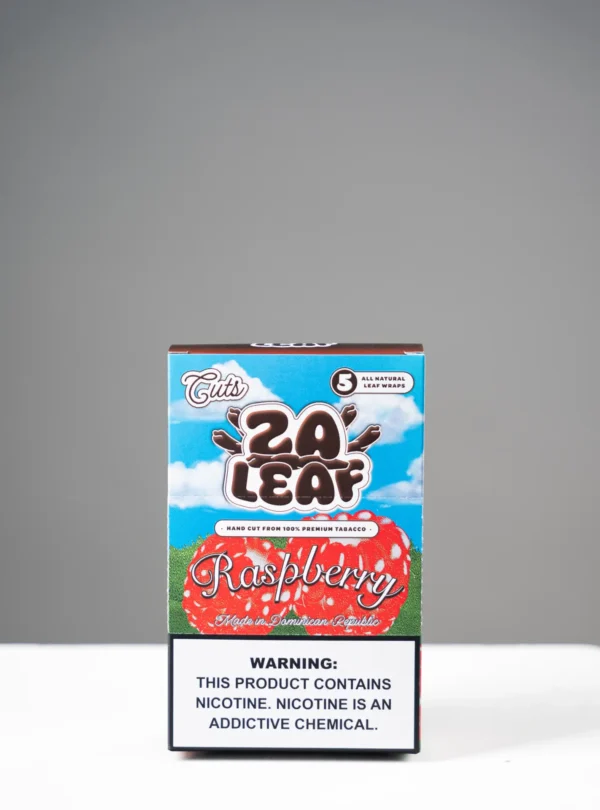 LEAF
Cuts
5
ALL NATURAL
LEAF WRAPS
ZA
LEAF
- HAND CUT FROM 100% PREMIUM TABACCO -
Raspberry
Made in Dominican Republic
WARNING:
THIS PRODUCT CONTAINS
NICOTINE. NICOTINE IS AN
ADDICTIVE CHEMICAL.